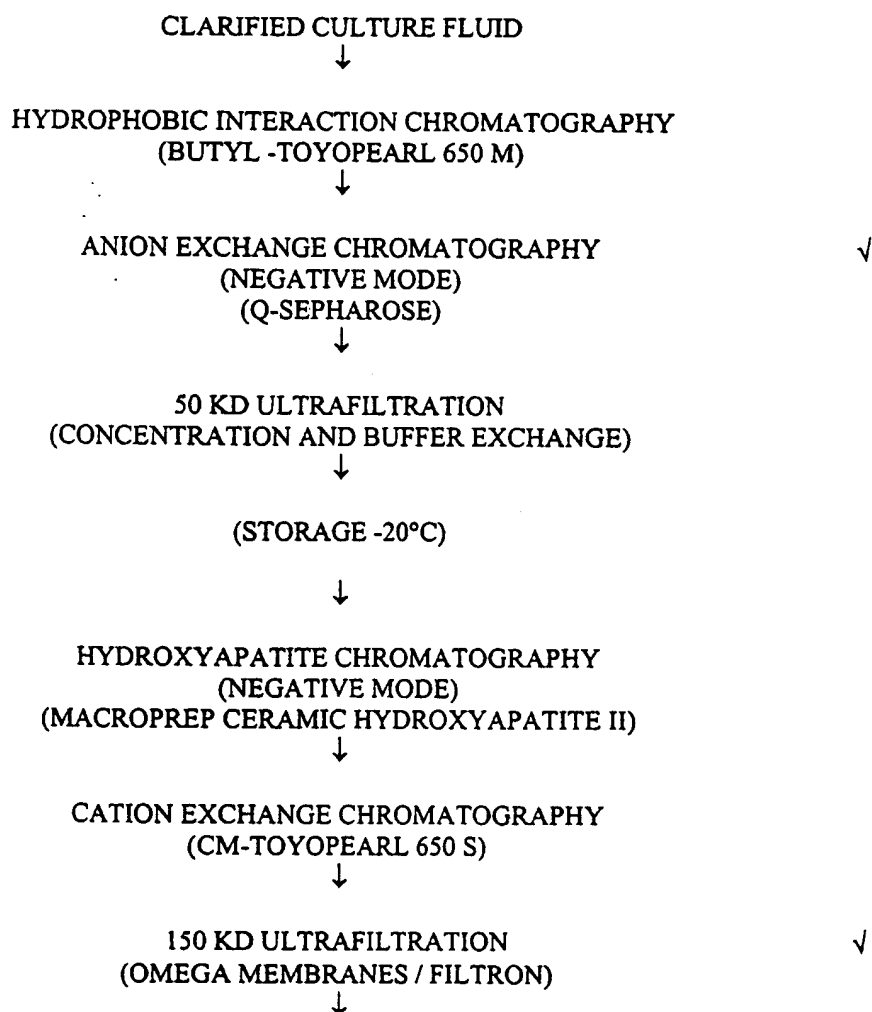 CLARIFIED CULTURE FLUID
↓
HYDROPHOBIC INTERACTION CHROMATOGRAPHY
(BUTYL -TOYOPEARL 650 M)
↓
ANION EXCHANGE CHROMATOGRAPHY √
(NEGATIVE MODE)
(Q-SEPHAROSE)
↓
50 KD ULTRAFILTRATION
(CONCENTRATION AND BUFFER EXCHANGE)
↓
(STORAGE -20°C)
↓
HYDROXYAPATITE CHROMATOGRAPHY
(NEGATIVE MODE)
(MACROPREP CERAMIC HYDROXYAPATITE II)
↓
CATION EXCHANGE CHROMATOGRAPHY
(CM-TOYOPEARL 650 S)
↓
150 KD ULTRAFILTRATION √
(OMEGA MEMBRANES / FILTRON)
↓